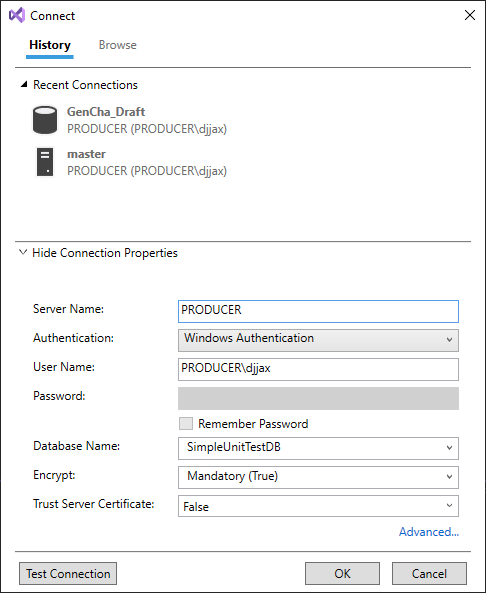 Connect
History Browse
Recent Connections
GenCha_Draft
PRODUCER (PRODUCER\djjax)
master
PRODUCER (PRODUCER\djjax)
Hide Connection Properties
Server Name: PRODUCER
Authentication: Windows Authentication
User Name: PRODUCER\djjax
Password:
Remember Password
Database Name: SimpleUnitTestDB
Encrypt: Mandatory (True)
Trust Server Certificate: False
Advanced...
Test Connection OK Cancel